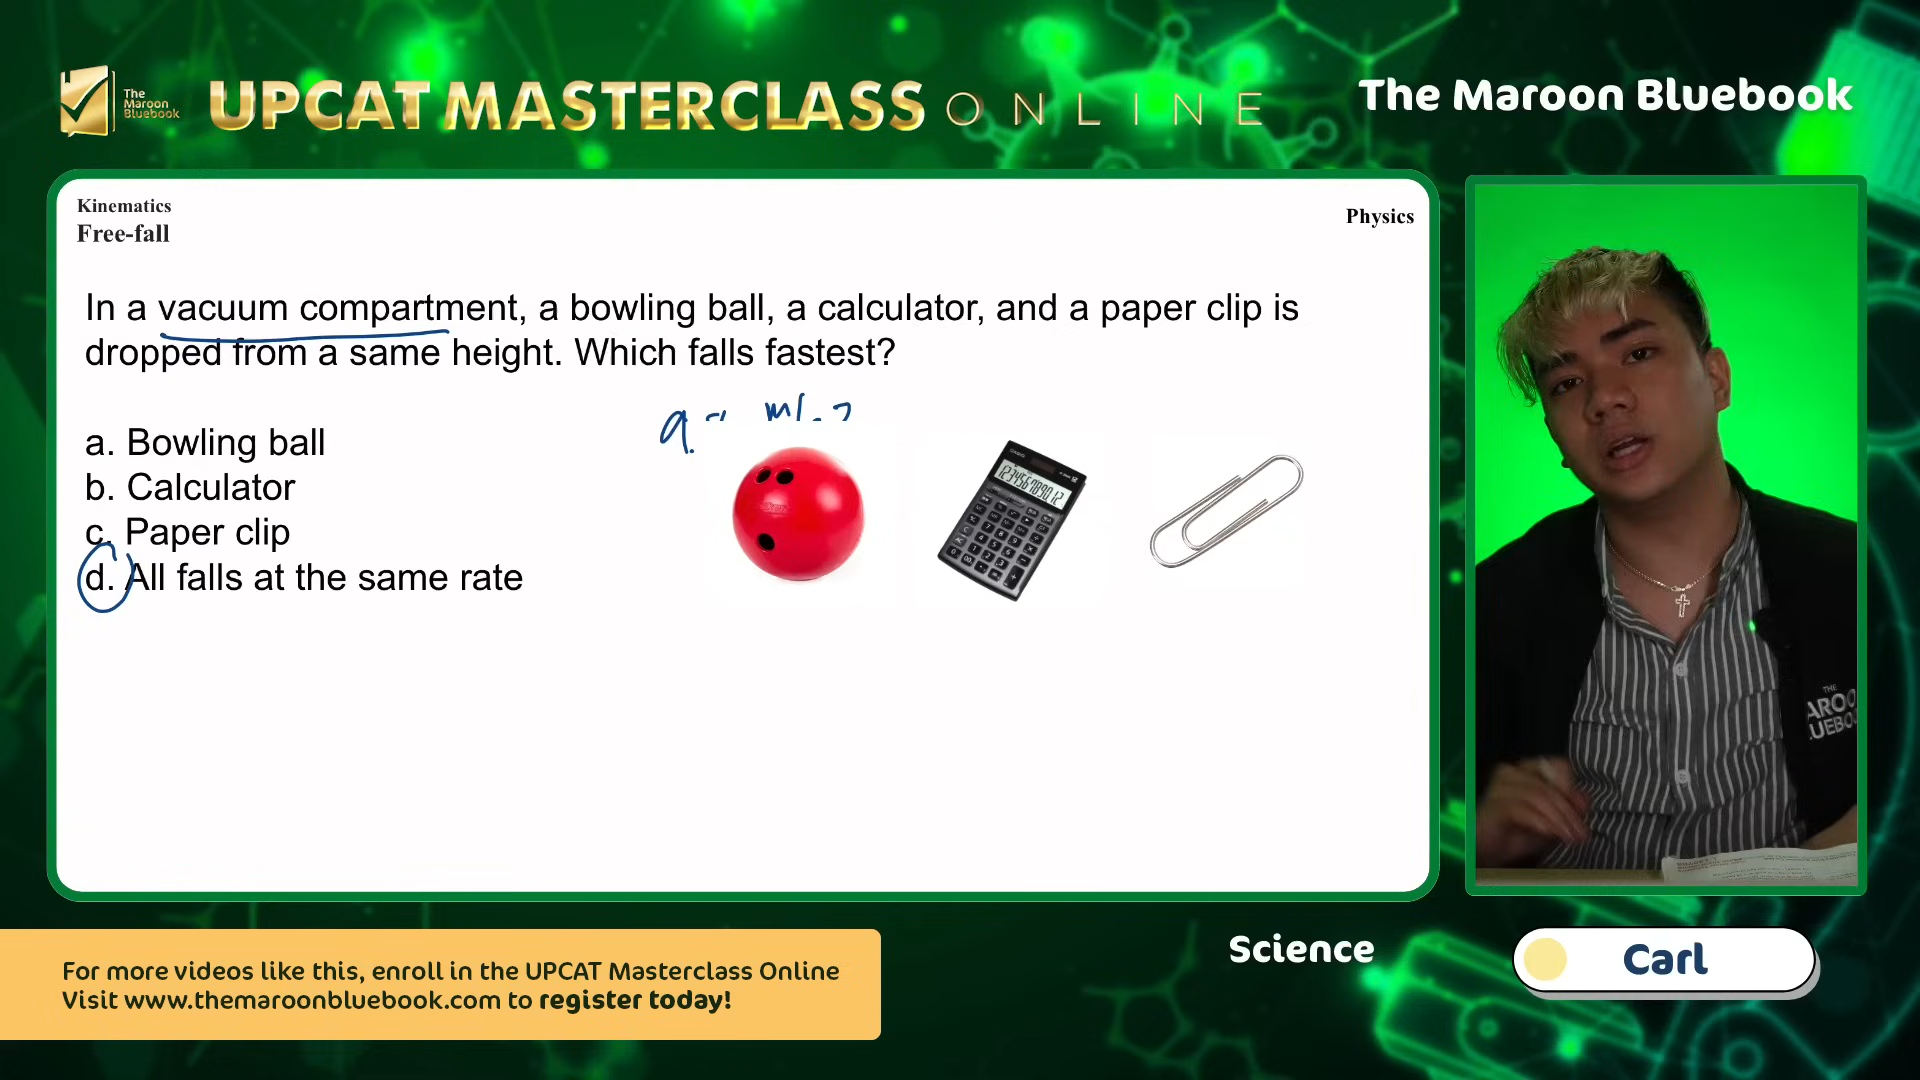 The
Maroon
Bluebook
UPCAT MASTERCLASS ONLINE
The Maroon Bluebook
Kinematics
Free-fall
Physics
In a vacuum compartment, a bowling ball, a calculator, and a paper clip is
dropped from a same height. Which falls fastest?
a. Bowling ball
b. Calculator
c. Paper clip
d. All falls at the same rate
CASIO
THE
Science
Carl
For more videos like this, enroll in the UPCAT Masterclass Online
Visit www.themaroonbluebook.com to register today!